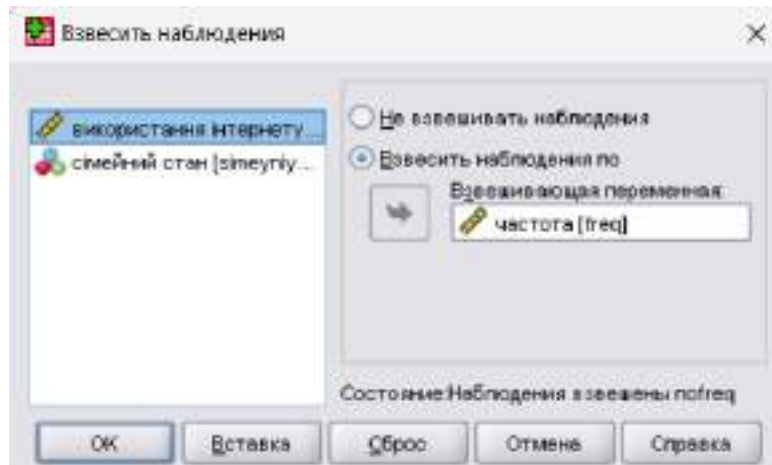 Взвесить наблюдения
використання інтернету ...
сімейний стан [simeyniy...
Не взвешивать наблюдения
Взвесить наблюдения по
Взвешивающая переменная:
частота [freq]
Состояние:Наблюдения взвешены поfreq
ОК
Вставка
Сброс
Отмена
Справка